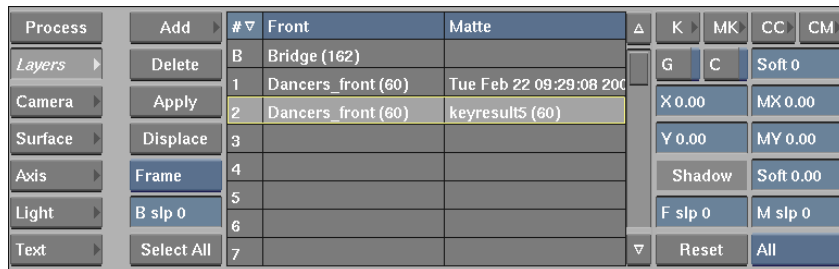 Process Add # Front Matte K MK CC CM
Layers Delete B Bridge (162) G C Soft 0
1 Dancers_front (60) Tue Feb 22 09:29:08 200
Camera Apply 2 Dancers_front (60) keyresult5 (60) X 0.00 MX 0.00
Surface Displace 3 Y 0.00 MY 0.00
Axis Frame 4 Shadow Soft 0.00
Light B slp 0 5 F slp 0 M slp 0
6
Text Select All 7 Reset All